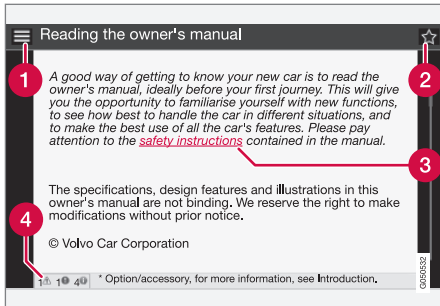 Reading the owner's manual
1
2
A good way of getting to know your new car is to read the
owner's manual, ideally before your first journey. This will give
you the opportunity to familiarise yourself with new functions,
to see how best to handle the car in different situations, and
to make the best use of all the car's features. Please pay
attention to the safety instructions contained in the manual.
3
The specifications, design features and illustrations in this
owner's manual are not binding. We reserve the right to make
modifications without prior notice.
© Volvo Car Corporation
4
1 1 4 * Option/accessory, for more information, see Introduction.
G050532